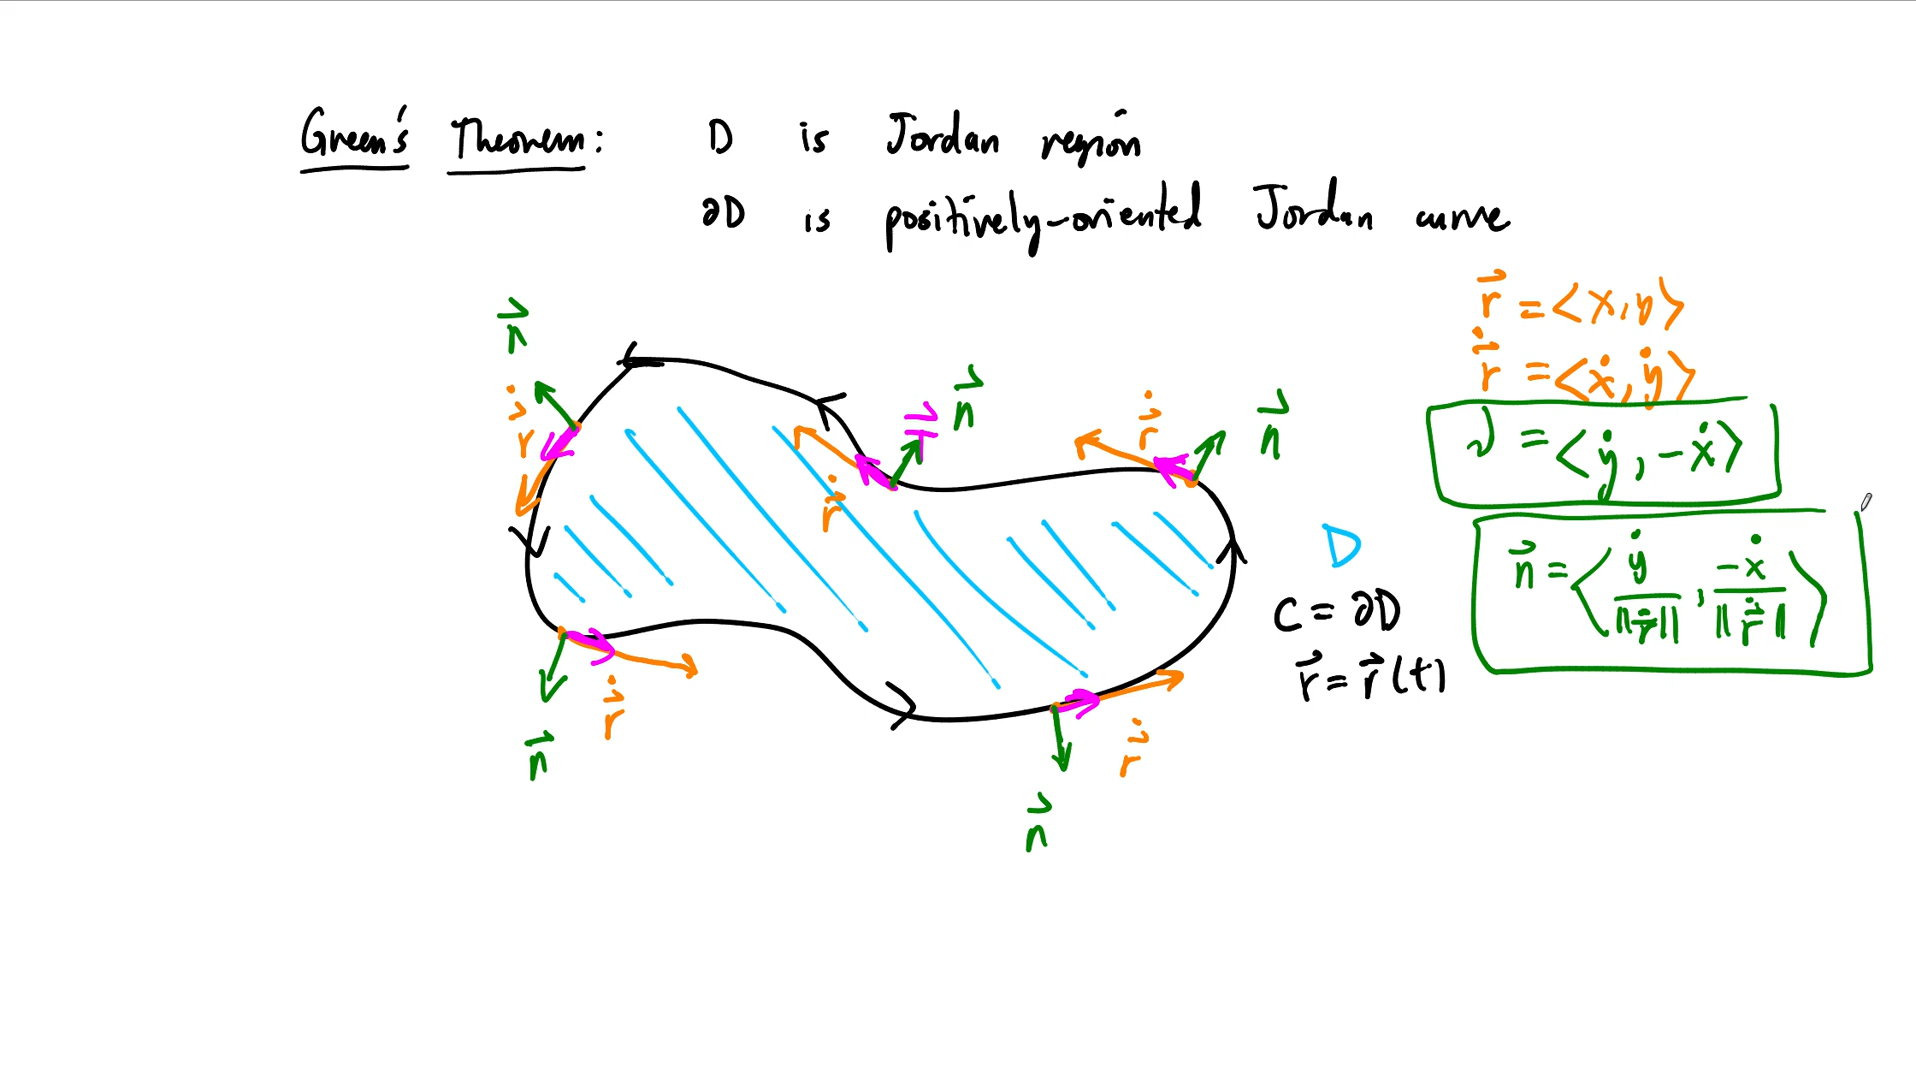 Green's Theorem: D is Jordan region
∂D is positively-oriented Jordan curve
r⃗ = <x, y>
ṙ⃗ = <ẋ, ẏ>
𝜈 = <ẏ, -ẋ>
n⃗ = <ẏ/‖ṙ⃗‖, -ẋ/‖ṙ⃗‖>
n⃗
ṙ⃗
T⃗
n⃗
ṙ⃗
n⃗
ṙ⃗
D
C = ∂D
r⃗ = r⃗(t)
ṙ⃗
n⃗
ṙ⃗
n⃗